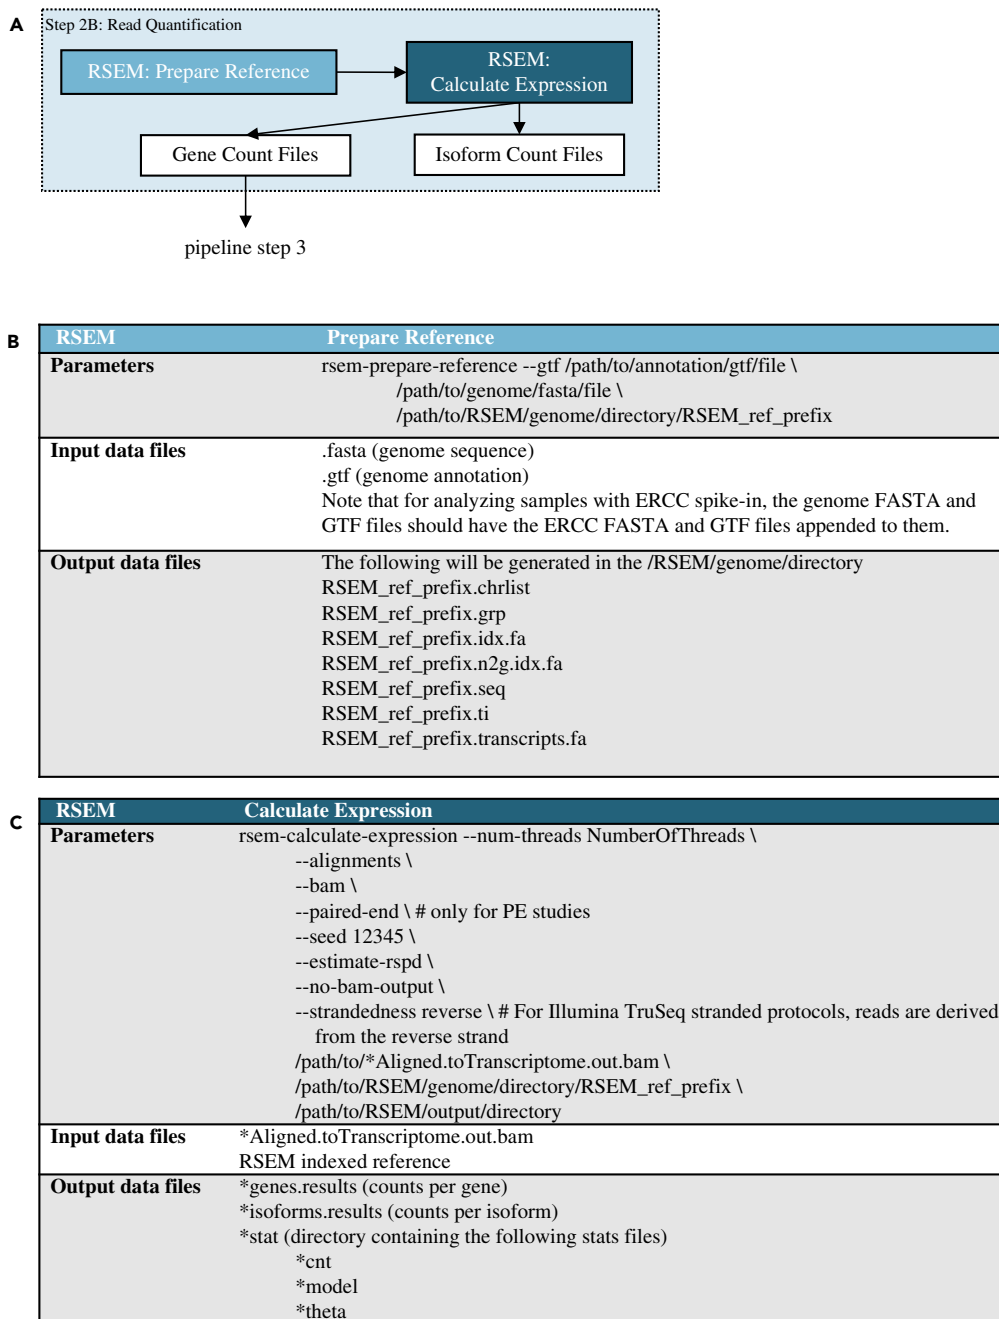 A
Step 2B: Read Quantification
RSEM: Prepare Reference
RSEM:
Calculate Expression
Gene Count Files
Isoform Count Files
pipeline step 3
B
RSEM Prepare Reference
Parameters rsem-prepare-reference --gtf /path/to/annotation/gtf/file \
/path/to/genome/fasta/file \
/path/to/RSEM/genome/directory/RSEM_ref_prefix
Input data files .fasta (genome sequence)
.gtf (genome annotation)
Note that for analyzing samples with ERCC spike-in, the genome FASTA and
GTF files should have the ERCC FASTA and GTF files appended to them.
Output data files The following will be generated in the /RSEM/genome/directory
RSEM_ref_prefix.chrlist
RSEM_ref_prefix.grp
RSEM_ref_prefix.idx.fa
RSEM_ref_prefix.n2g.idx.fa
RSEM_ref_prefix.seq
RSEM_ref_prefix.ti
RSEM_ref_prefix.transcripts.fa
C
RSEM Calculate Expression
Parameters rsem-calculate-expression --num-threads NumberOfThreads \
--alignments \
--bam \
--paired-end \ # only for PE studies
--seed 12345 \
--estimate-rspd \
--no-bam-output \
--strandedness reverse \ # For Illumina TruSeq stranded protocols, reads are derived
from the reverse strand
/path/to/*Aligned.toTranscriptome.out.bam \
/path/to/RSEM/genome/directory/RSEM_ref_prefix \
/path/to/RSEM/output/directory
Input data files *Aligned.toTranscriptome.out.bam
RSEM indexed reference
Output data files *genes.results (counts per gene)
*isoforms.results (counts per isoform)
*stat (directory containing the following stats files)
*cnt
*model
*theta